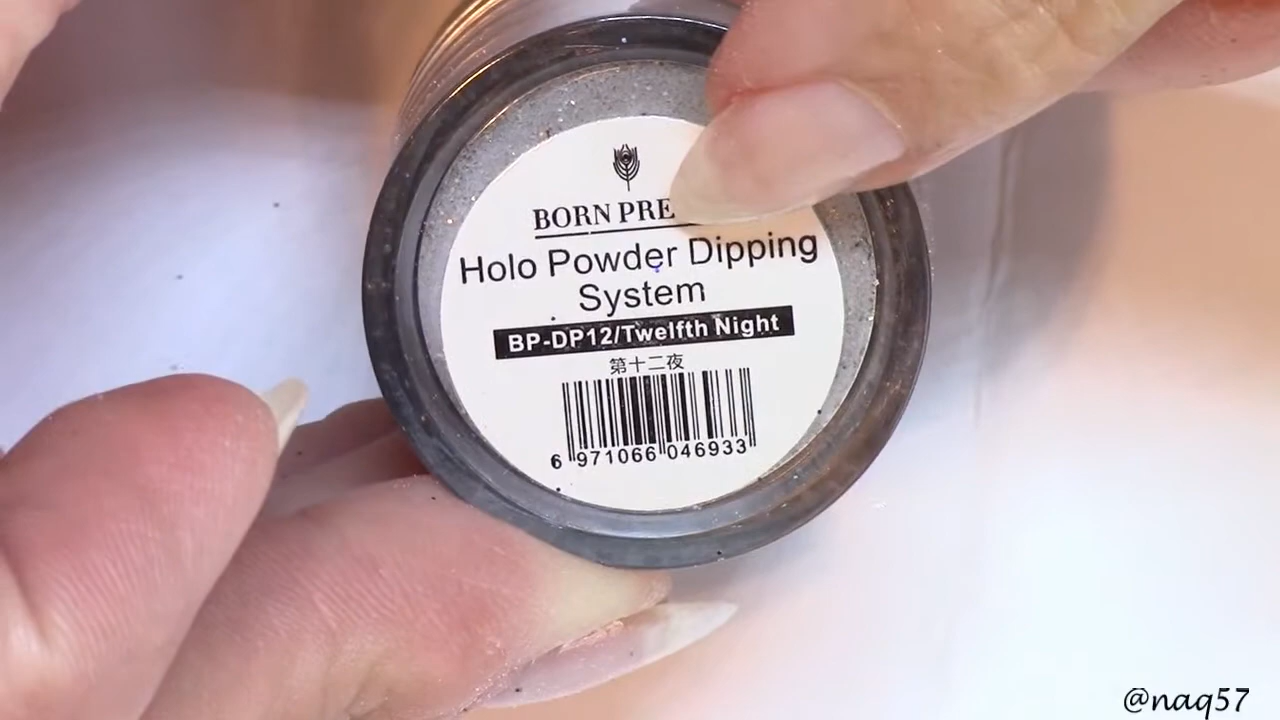 BORN PRE
Holo Powder Dipping
System
BP-DP12/Twelfth Night
第十二夜
6 971066 046933
@naq57